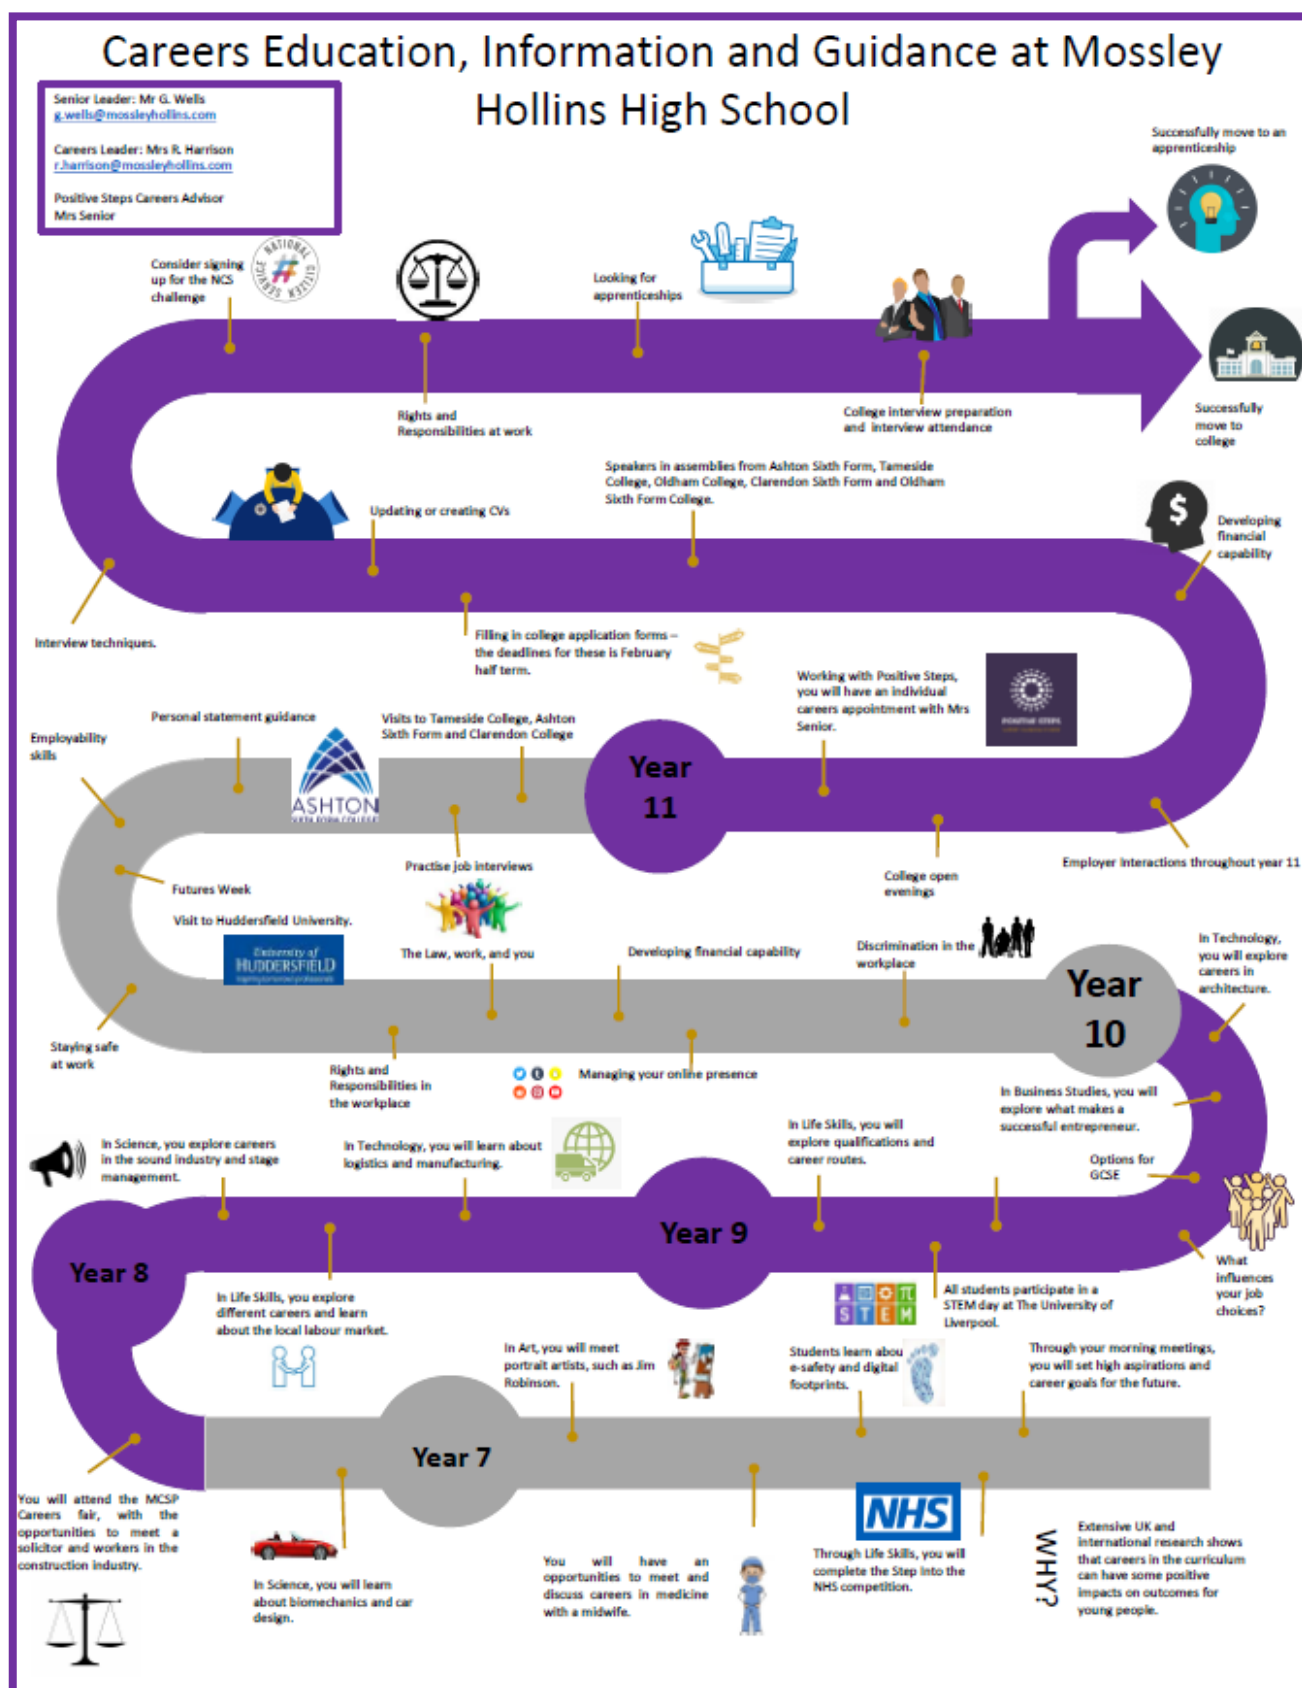 Careers Education, Information and Guidance at Mossley
Hollins High School
Senior Leader: Mr G. Wells
g.wells@mossleyhollins.com
Careers Leader: Mrs R. Harrison
r.harrison@mossleyhollins.com
Positive Steps Careers Advisor
Mrs Senior
Successfully move to an
apprenticeship
Consider signing
up for the NCS
challenge
NATIONAL CITIZEN SERVICE
Looking for
apprenticeships
Rights and
Responsibilities at work
College interview preparation
and interview attendance
Successfully
move to
college
Speakers in assemblies from Ashton Sixth Form, Tameside
College, Oldham College, Clarendon Sixth Form and Oldham
Sixth Form College.
Updating or creating CVs
$
Developing
financial
capability
Interview techniques.
Filling in college application forms –
the deadlines for these is February
half term.
Working with Positive Steps,
you will have an individual
careers appointment with Mrs
Senior.
POSITIVE STEPS
Personal statement guidance
Visits to Tameside College, Ashton
Sixth Form and Clarendon College
Employability
skills
ASHTON
SIXTH FORM COLLEGE
Year
11
Practise job interviews
College open
evenings
Employer Interactions throughout year 11
Futures Week
Visit to Huddersfield University.
University of
HUDDERSFIELD
The Law, work, and you
Developing financial capability
Discrimination in the
workplace
In Technology,
you will explore
careers in
architecture.
Year
10
Staying safe
at work
Rights and
Responsibilities in
the workplace
Managing your online presence
In Business Studies, you will
explore what makes a
successful entrepreneur.
In Science, you explore careers
in the sound industry and stage
management.
In Technology, you will learn about
logistics and manufacturing.
In Life Skills, you will
explore qualifications and
career routes.
Options for
GCSE
Year 8
Year 9
What
influences
your job
choices?
In Life Skills, you explore
different careers and learn
about the local labour market.
STEM
All students participate in a
STEM day at The University of
Liverpool.
In Art, you will meet
portrait artists, such as Jim
Robinson.
Students learn abou
e-safety and digital
footprints.
Through your morning meetings,
you will set high aspirations and
career goals for the future.
Year 7
You will attend the MCSP
Careers fair, with the
opportunities to meet a
solicitor and workers in the
construction industry.
In Science, you will learn
about biomechanics and car
design.
You will have an
opportunities to meet and
discuss careers in medicine
with a midwife.
NHS
Through Life Skills, you will
complete the Step into the
NHS competition.
WHY?
Extensive UK and
international research shows
that careers in the curriculum
can have some positive
impacts on outcomes for
young people.